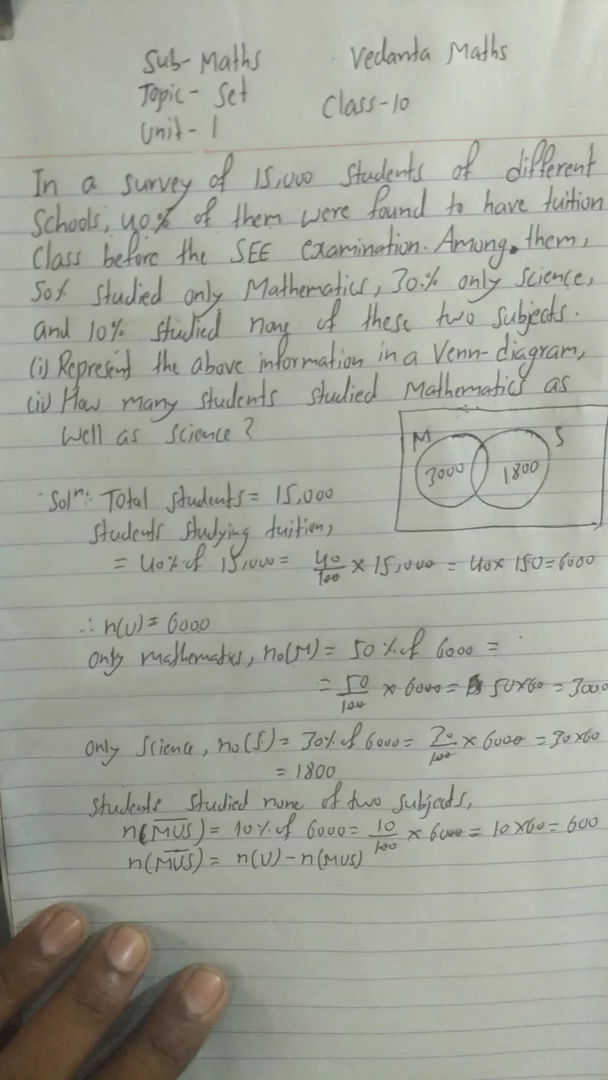 Sub- Maths Vedanta Maths
Topic- Set Class-10
Unit- 1
In a survey of 15,000 students of different
Schools, 40% of them were found to have tuition
Class before the SEE examination. Among them,
50% studied only Mathematics, 30% only Science,
and 10% studied none of these two subjects.
(i) Represent the above information in a Venn-diagram,
(ii) How many students studied Mathematics as
well as science?
M S
3000 1800
Solⁿ: Total students = 15,000
students studying tuition,
= 40% of 15,000 = 40/100 × 15,000 = 40 × 150 = 6000
∴ n(U) = 6000
Only mathematics, n₀(M) = 50% of 6000 =
= 50/100 × 6000 = 50×60 = 3000
Only Science, n₀(S) = 30% of 6000 = 30/100 × 6000 = 30×60
= 1800
Students studied none of two subjects,
n(M̅U̅S̅) = 10% of 6000 = 10/100 × 6000 = 10×60 = 600
n(M̅U̅S̅) = n(U) - n(MUS)